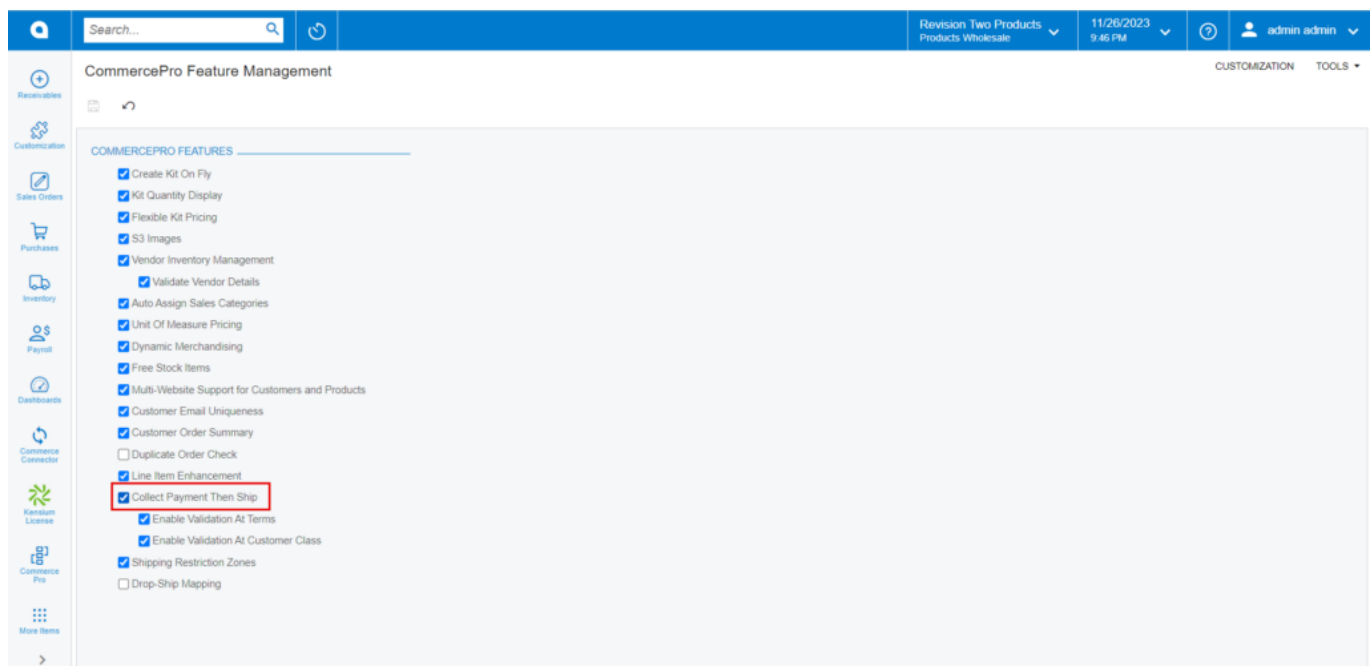 Search...
Revision Two Products
Products Wholesale
11/26/2023
9:46 PM
admin admin
CommercePro Feature Management
CUSTOMIZATION
TOOLS
Receivables
Customization
Sales Orders
Purchases
Inventory
Payroll
Dashboards
Commerce
Connector
Kensium
License
Commerce
Pro
More Items
COMMERCEPRO FEATURES
Create Kit On Fly
Kit Quantity Display
Flexible Kit Pricing
S3 Images
Vendor Inventory Management
Validate Vendor Details
Auto Assign Sales Categories
Unit Of Measure Pricing
Dynamic Merchandising
Free Stock Items
Multi-Website Support for Customers and Products
Customer Email Uniqueness
Customer Order Summary
Duplicate Order Check
Line Item Enhancement
Collect Payment Then Ship
Enable Validation At Terms
Enable Validation At Customer Class
Shipping Restriction Zones
Drop-Ship Mapping